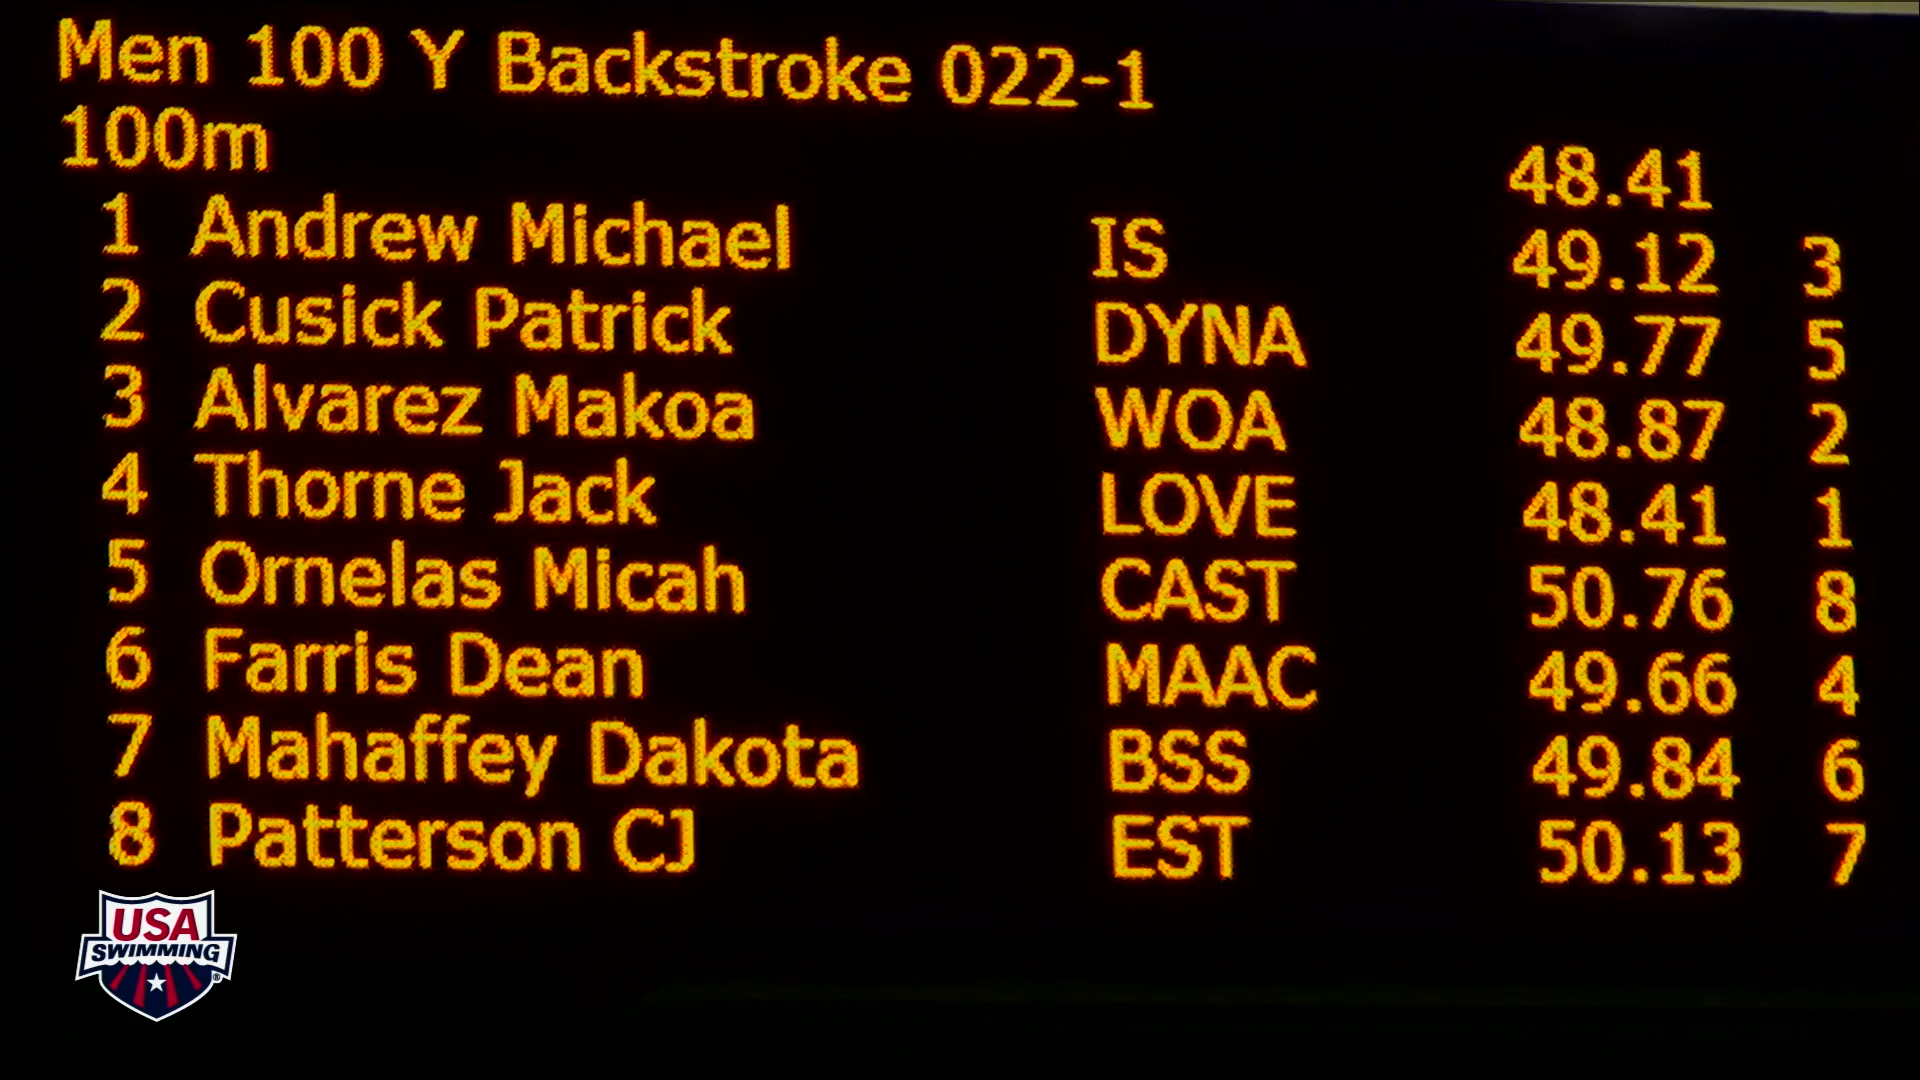 Men 100 Y Backstroke 022-1
100m 48.41
1 Andrew Michael IS 49.12 3
2 Cusick Patrick DYNA 49.77 5
3 Alvarez Makoa WOA 48.87 2
4 Thorne Jack LOVE 48.41 1
5 Ornelas Micah CAST 50.76 8
6 Farris Dean MAAC 49.66 4
7 Mahaffey Dakota BSS 49.84 6
8 Patterson CJ EST 50.13 7
USA
SWIMMING®